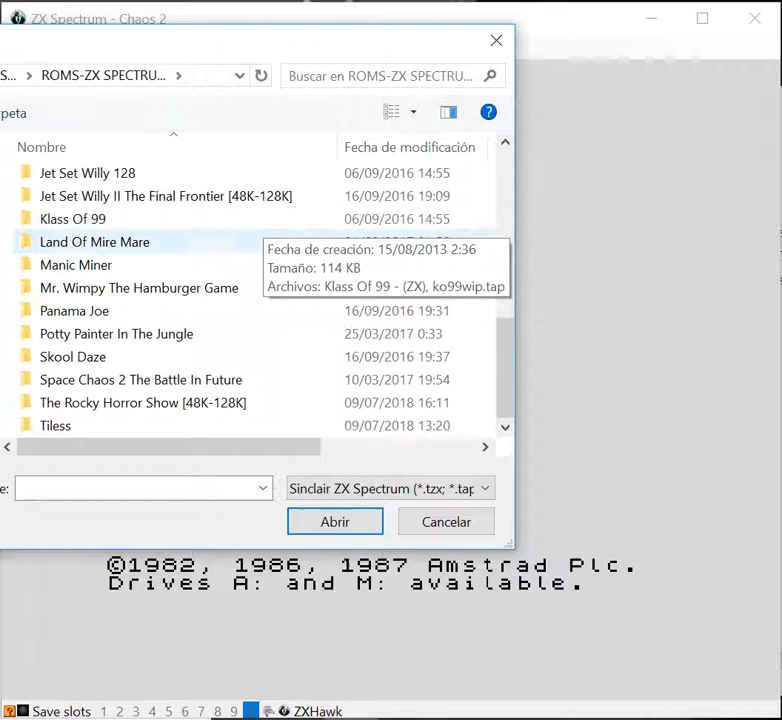 ZX Spectrum - Chaos 2
S... > ROMS-ZX SPECTRU... >
Buscar en ROMS-ZX SPECTRU...
rpeta
Nombre
Fecha de modificación
Jet Set Willy 128
06/09/2016 14:55
Jet Set Willy II The Final Frontier [48K-128K]
16/09/2016 19:09
Klass Of 99
06/09/2016 14:55
Land Of Mire Mare
Fecha de creación: 15/08/2013 2:36
Tamaño: 114 KB
Archivos: Klass Of 99 - (ZX), ko99wip.tap
Manic Miner
Mr. Wimpy The Hamburger Game
Panama Joe
16/09/2016 19:31
Potty Painter In The Jungle
25/03/2017 0:33
Skool Daze
16/09/2016 19:37
Space Chaos 2 The Battle In Future
10/03/2017 19:54
The Rocky Horror Show [48K-128K]
09/07/2018 16:11
Tiless
09/07/2018 13:20
e:
Sinclair ZX Spectrum (*.tzx; *.tap
Abrir
Cancelar
©1982, 1986, 1987 Amstrad Plc.
Drives A: and M: available.
Save slots 1 2 3 4 5 6 7 8 9
ZXHawk